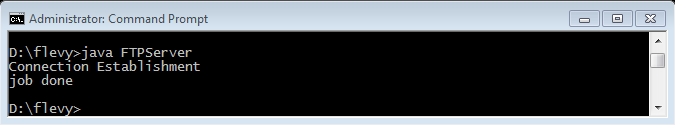 Administrator: Command Prompt
D:\flevy>java FTPServer
Connection Establishment
job done
D:\flevy>